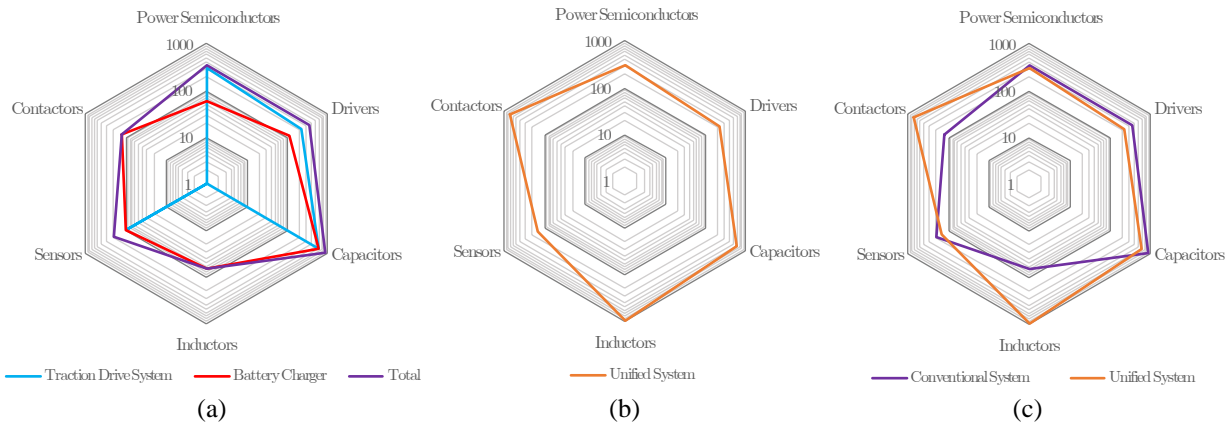 Power Semiconductors
1000
100
10
1
Contactors
Drivers
Sensors
Capacitors
Inductors
Traction Drive System
Battery Charger
Total
(a)
Power Semiconductors
1000
100
10
1
Contactors
Drivers
Sensors
Capacitors
Inductors
Unified System
(b)
Power Semiconductors
1000
100
10
1
Contactors
Drivers
Sensors
Capacitors
Inductors
Conventional System
Unified System
(c)